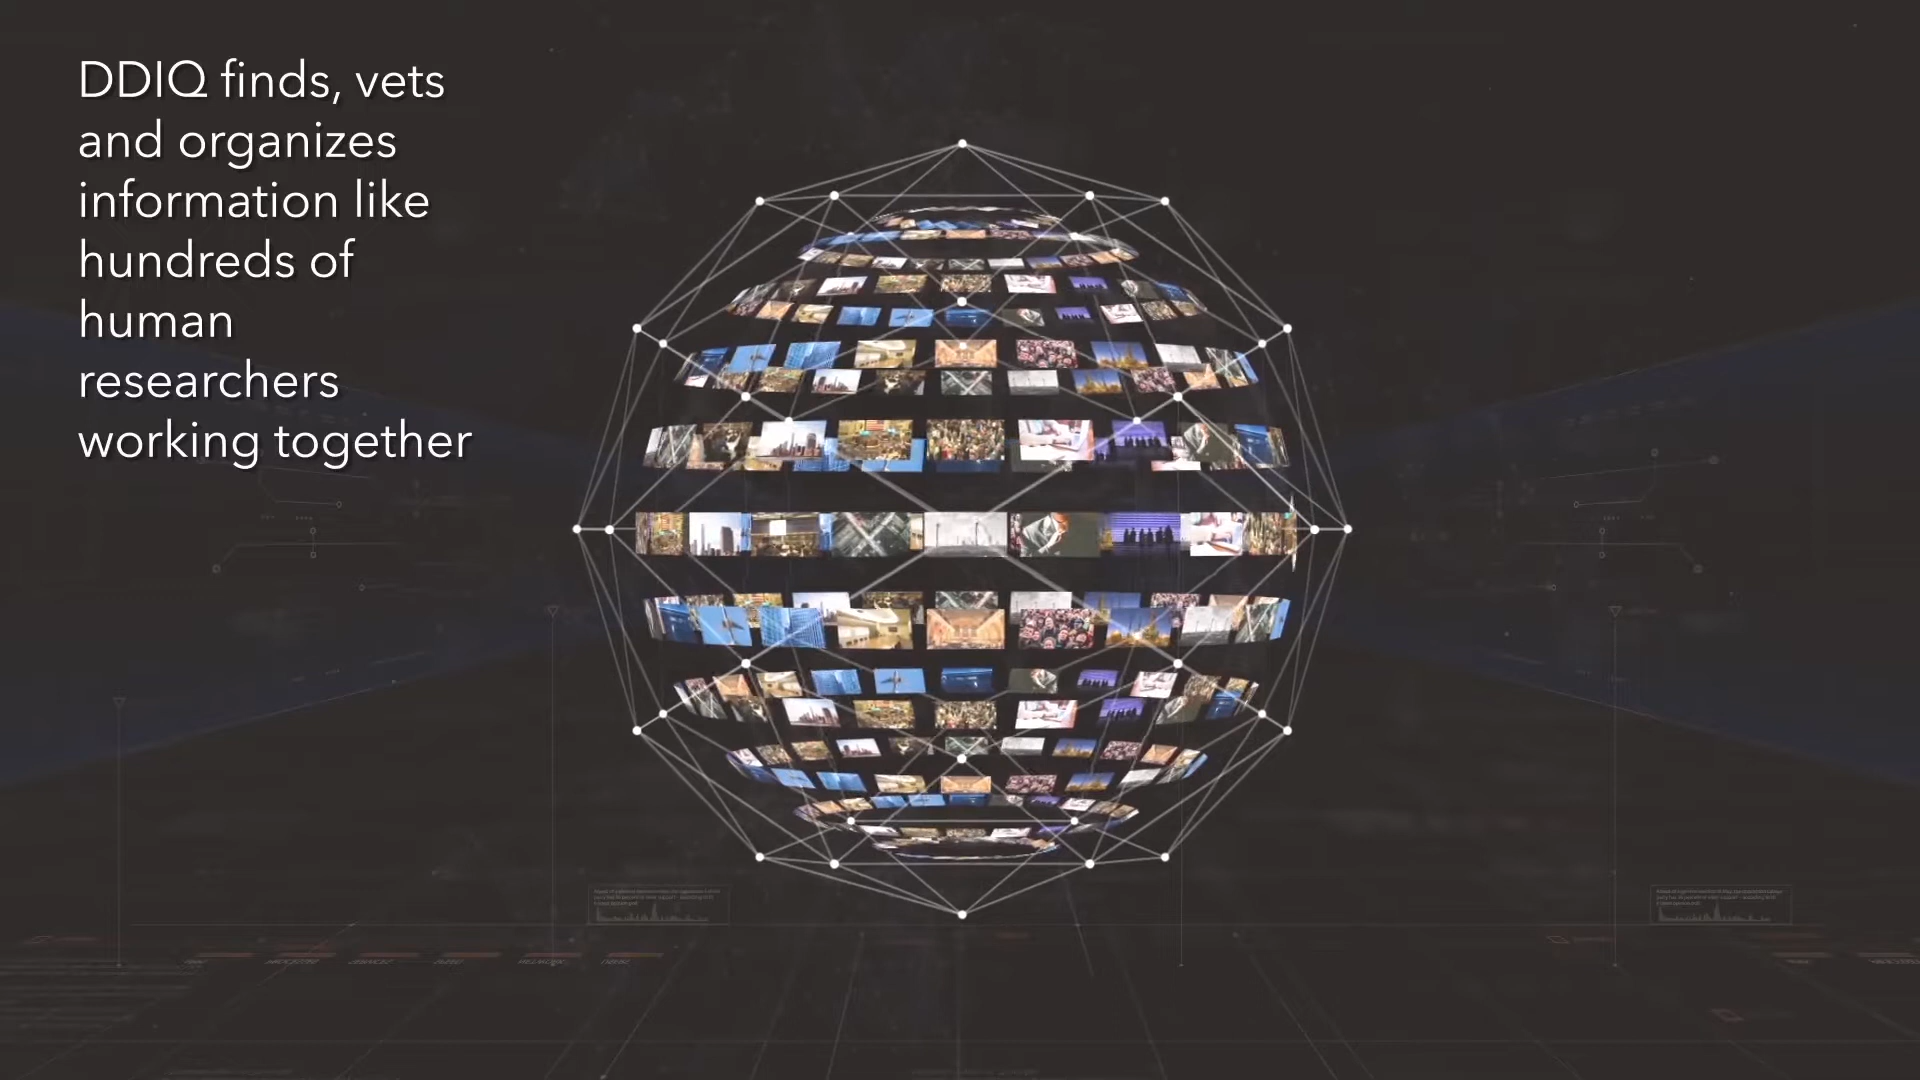 DDIQ finds, vets
and organizes
information like
hundreds of
human
researchers
working together